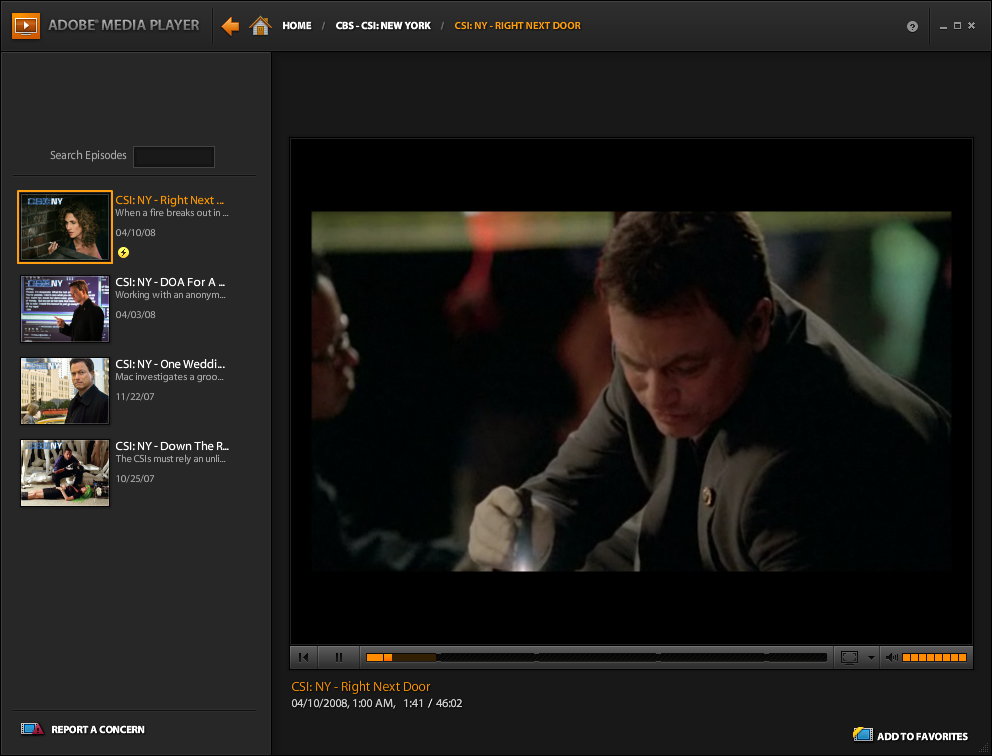 ADOBE® MEDIA PLAYER
HOME / CBS - CSI: NEW YORK / CSI: NY - RIGHT NEXT DOOR
?
Search Episodes
CSI: NY
CSI: NY - Right Next ...
When a fire breaks out in ...
04/10/08
CSI: NY - DOA For A ...
Working with an anonym...
04/03/08
CSI: NY - One Weddi...
Mac investigates a groo...
11/22/07
CSI: NY - Down The R...
The CSIs must rely an unli...
10/25/07
CSI: NY - Right Next Door
04/10/2008, 1:00 AM, 1:41 / 46:02
REPORT A CONCERN
ADD TO FAVORITES